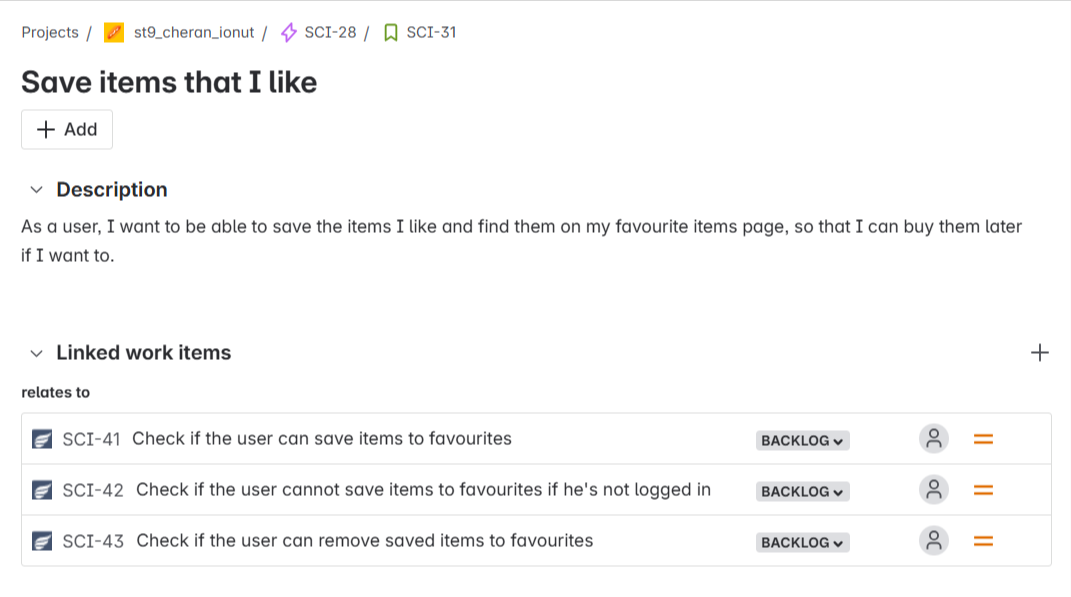 Projects / st9_cheran_ionut / SCI-28 / SCI-31
Save items that I like
Add
Description
As a user, I want to be able to save the items I like and find them on my favourite items page, so that I can buy them later
if I want to.
Linked work items
relates to
SCI-41 Check if the user can save items to favourites BACKLOG
SCI-42 Check if the user cannot save items to favourites if he's not logged in BACKLOG
SCI-43 Check if the user can remove saved items to favourites BACKLOG